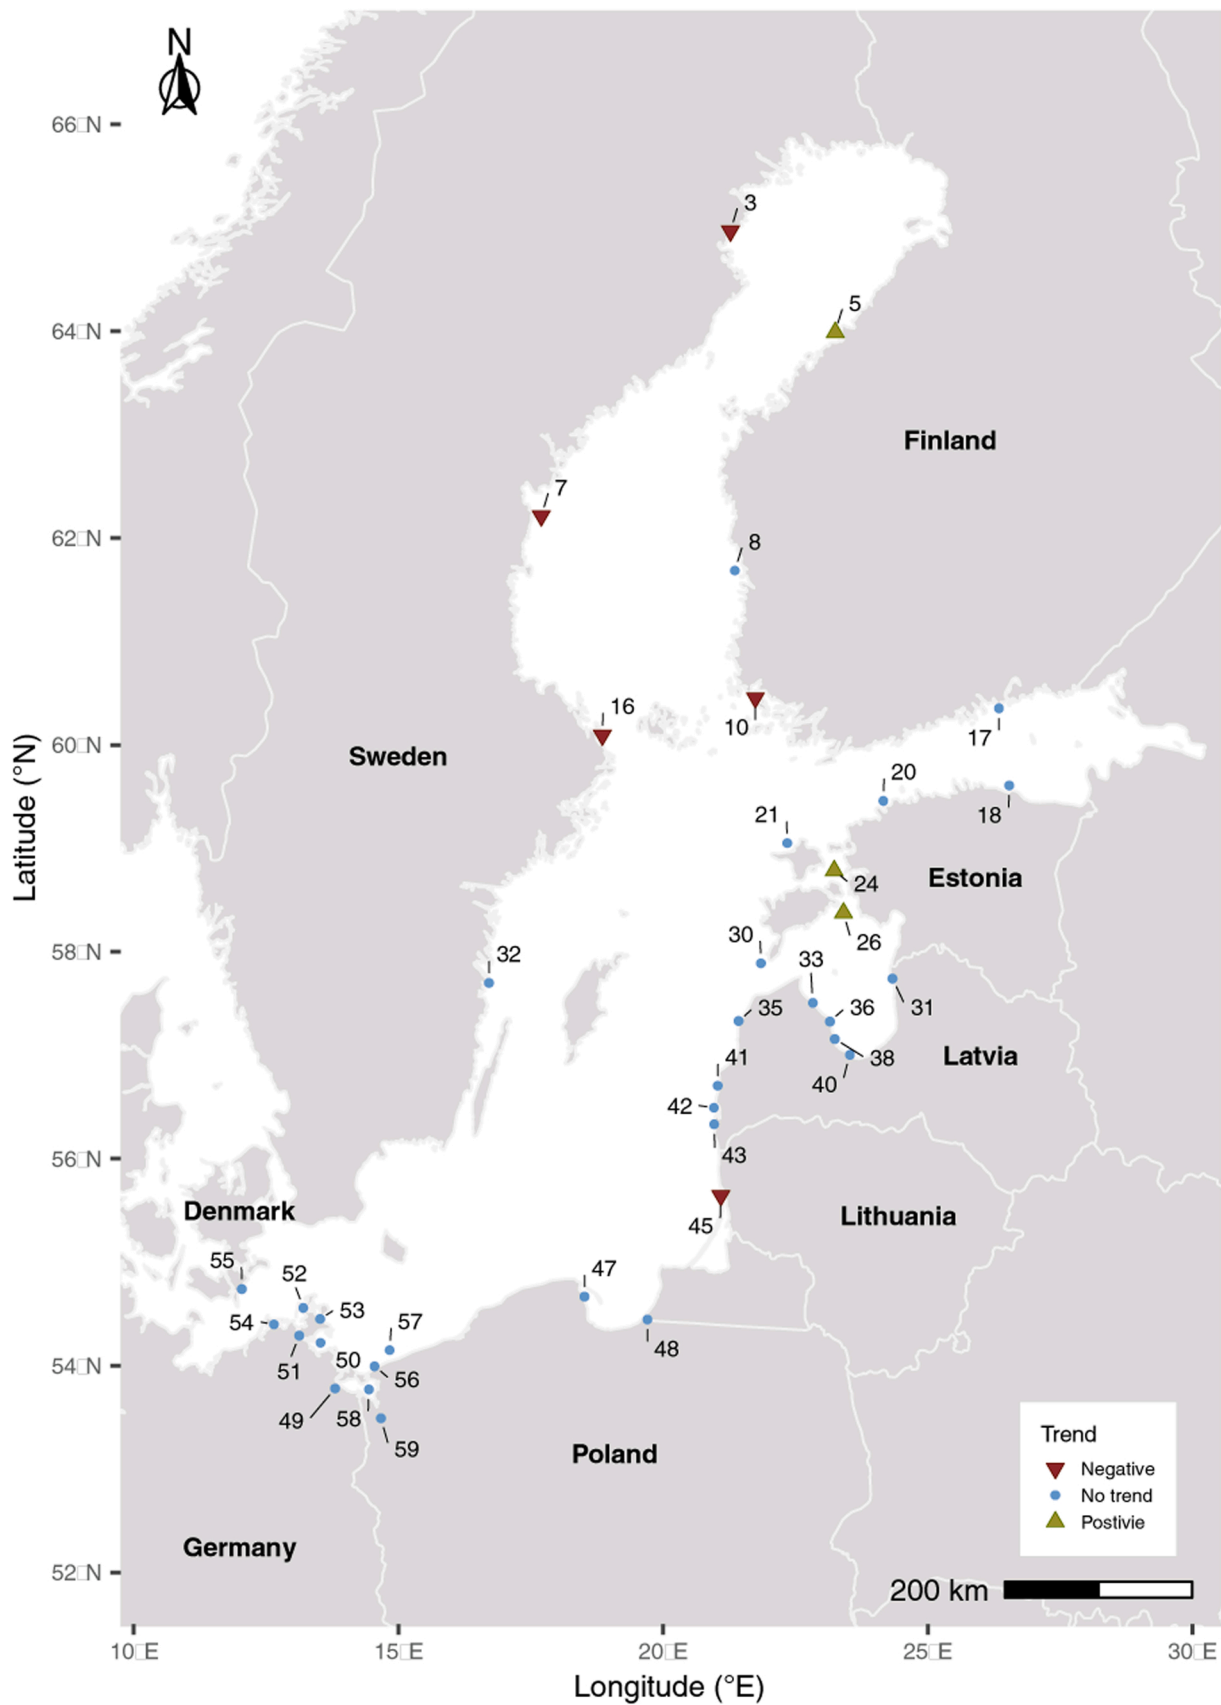 N
66□N
3
5
64□N
Finland
7
62□N
8
16
10
17
60□N
Sweden
20
18
21
24
Estonia
26
30
58□N
32
33
35
36
31
41
38
Latvia
40
42
43
56□N
Denmark
45
Lithuania
55
52
47
53
57
54
48
51
50
54□N
56
49
58
59
Poland
Trend
Negative
No trend
Postivie
Germany
52□N
200 km
10□E
15□E
20□E
25□E
30□E
Longitude (°E)
Latitude (°N)